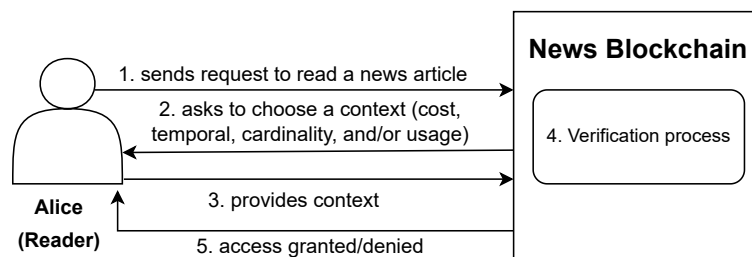 News Blockchain
1. sends request to read a news article
2. asks to choose a context (cost,
temporal, cardinality, and/or usage)
4. Verification process
3. provides context
Alice
(Reader)
5. access granted/denied